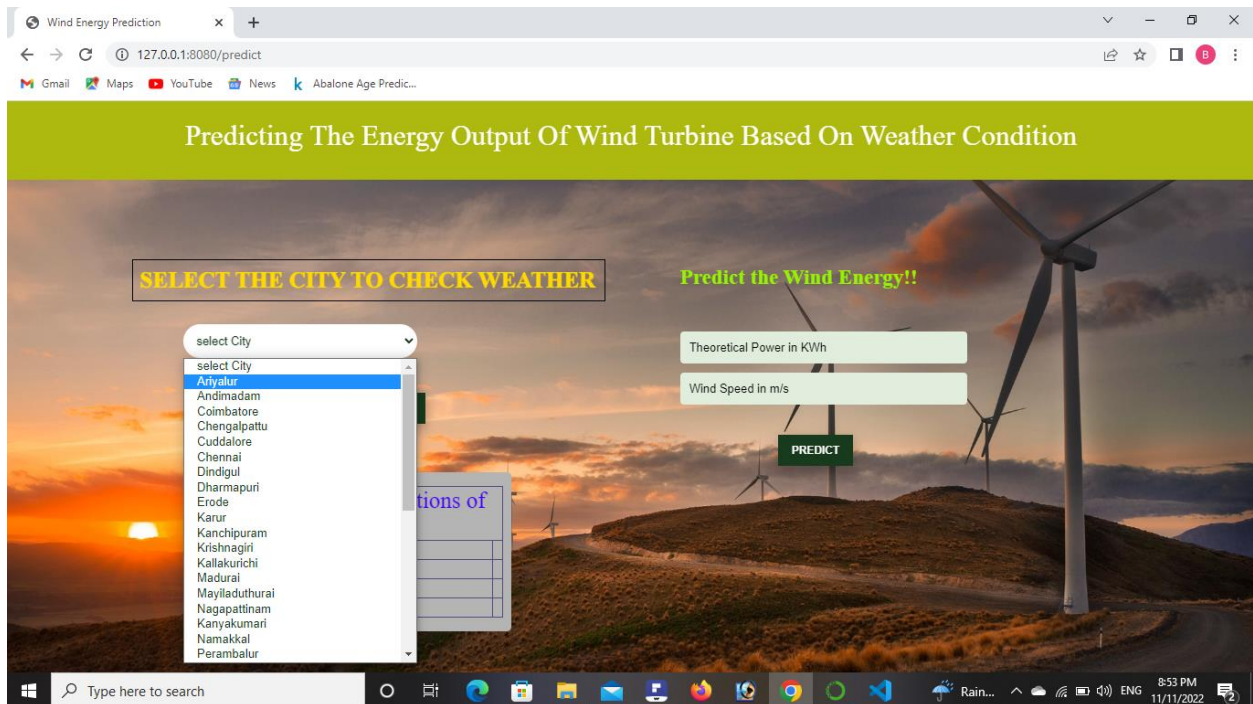 Wind Energy Prediction
127.0.0.1:8080/predict
B
Gmail Maps YouTube News k Abalone Age Predic...
Predicting The Energy Output Of Wind Turbine Based On Weather Condition
SELECT THE CITY TO CHECK WEATHER
select City
select City
Ariyalur
Andimadam
Coimbatore
Chengalpattu
Cuddalore
Chennai
Dindigul
Dharmapuri
Erode
Karur
Kanchipuram
Krishnagiri
Kallakurichi
Madurai
Mayiladuthurai
Nagapattinam
Kanyakumari
Namakkal
Perambalur
tions of
Predict the Wind Energy!!
Theoretical Power in KWh
Wind Speed in m/s
PREDICT
Type here to search
Rain...
ENG
8:53 PM
11/11/2022
2